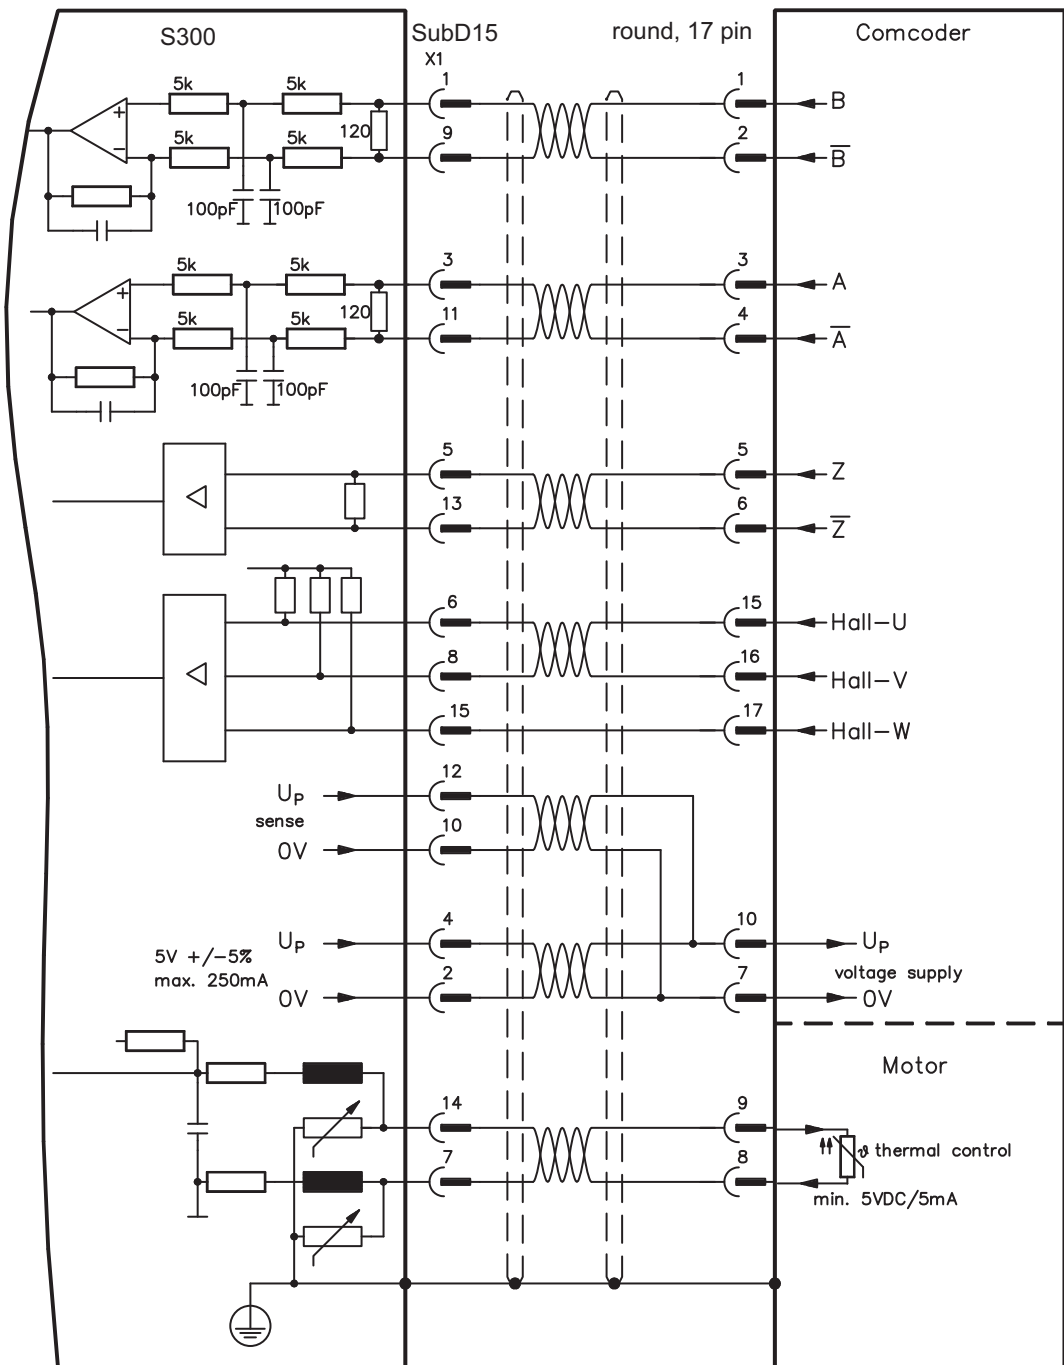 S300 SubD15 round, 17 pin Comcoder
X1
5k 5k 1 1 B
120
5k 5k 9 2 B̅
100pF 100pF
5k 5k 3 3 A
120
5k 5k 11 4 A̅
100pF 100pF
5 5 Z
13 6 Z̅
6 15 Hall-U
8 16 Hall-V
15 17 Hall-W
UP 12
sense
0V 10
4 10
UP UP
5V +/-5% voltage supply
max. 250mA
2 7
0V 0V
Motor
14 9
ϑ thermal control
7 8
min. 5VDC/5mA